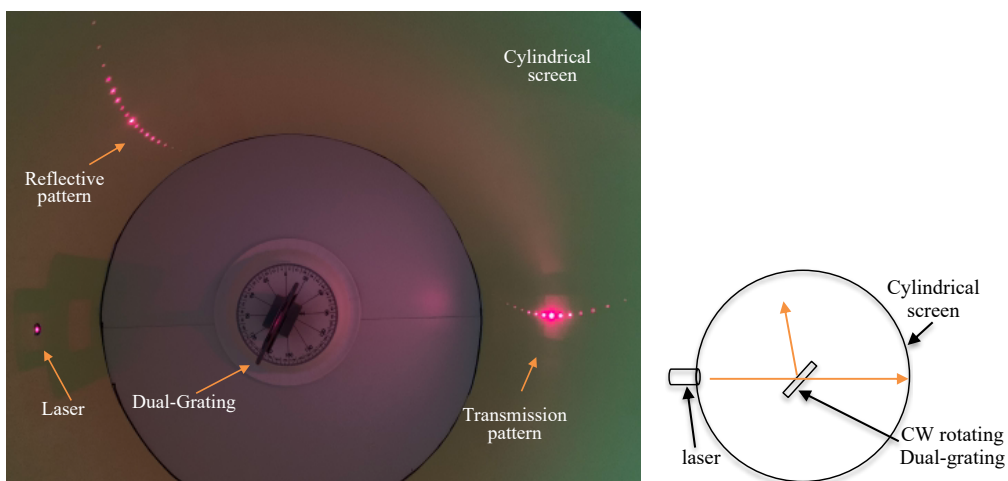 Cylindrical
screen
Reflective
pattern
Laser
Dual-Grating
Transmission
pattern
Cylindrical
screen
laser
CW rotating
Dual-grating